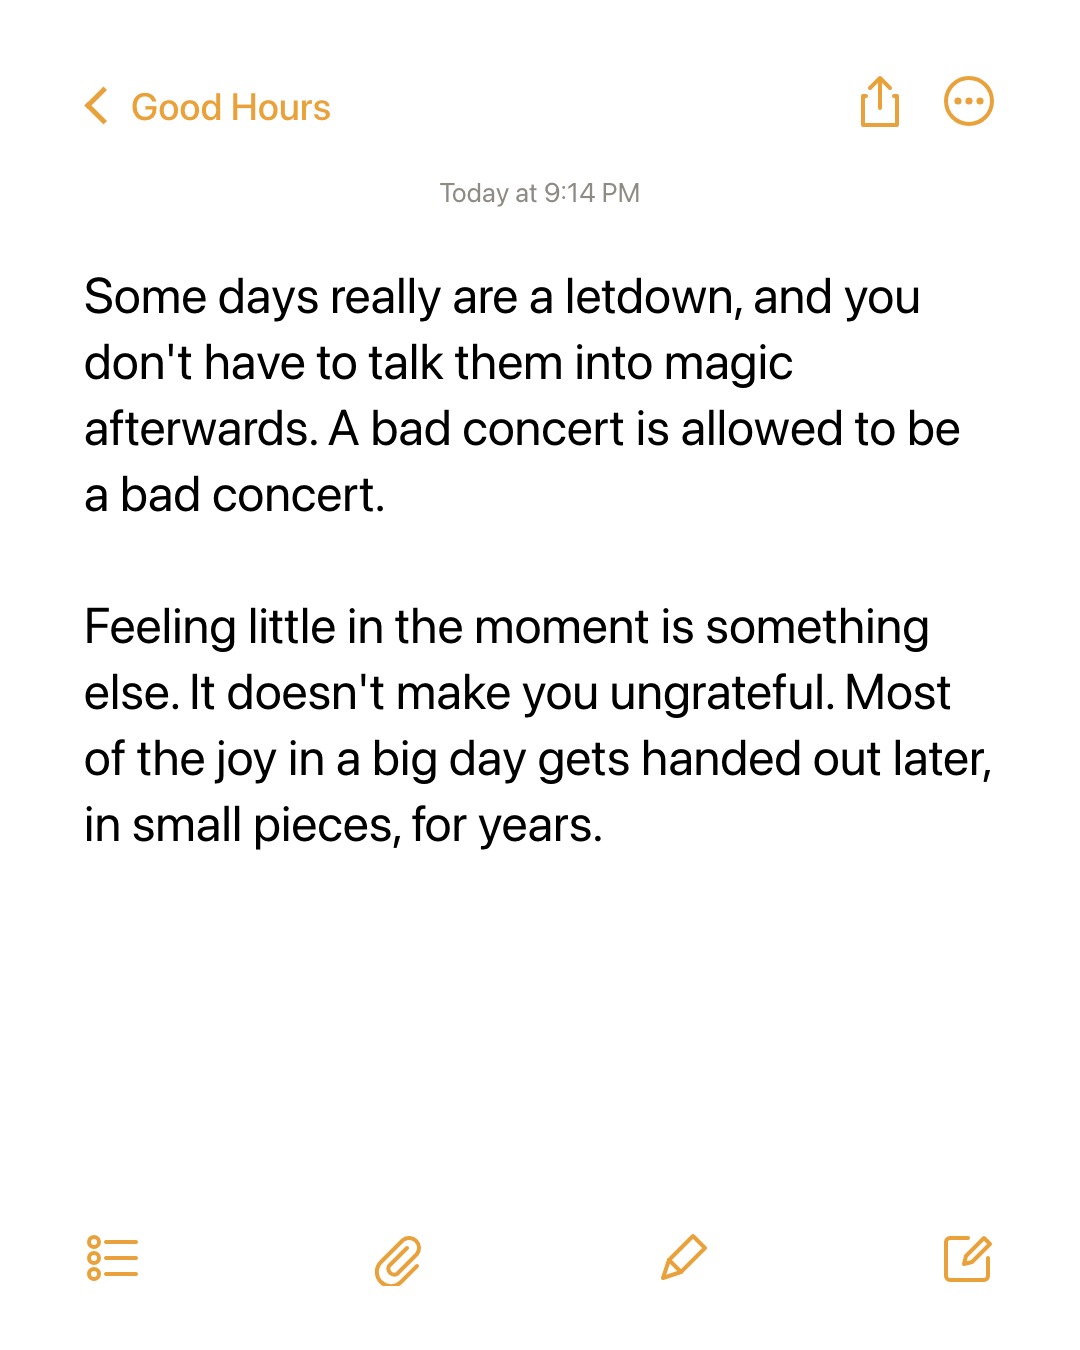 Good Hours
Today at 9:14 PM
Some days really are a letdown, and you
don't have to talk them into magic
afterwards. A bad concert is allowed to be
a bad concert.
Feeling little in the moment is something
else. It doesn't make you ungrateful. Most
of the joy in a big day gets handed out later,
in small pieces, for years.